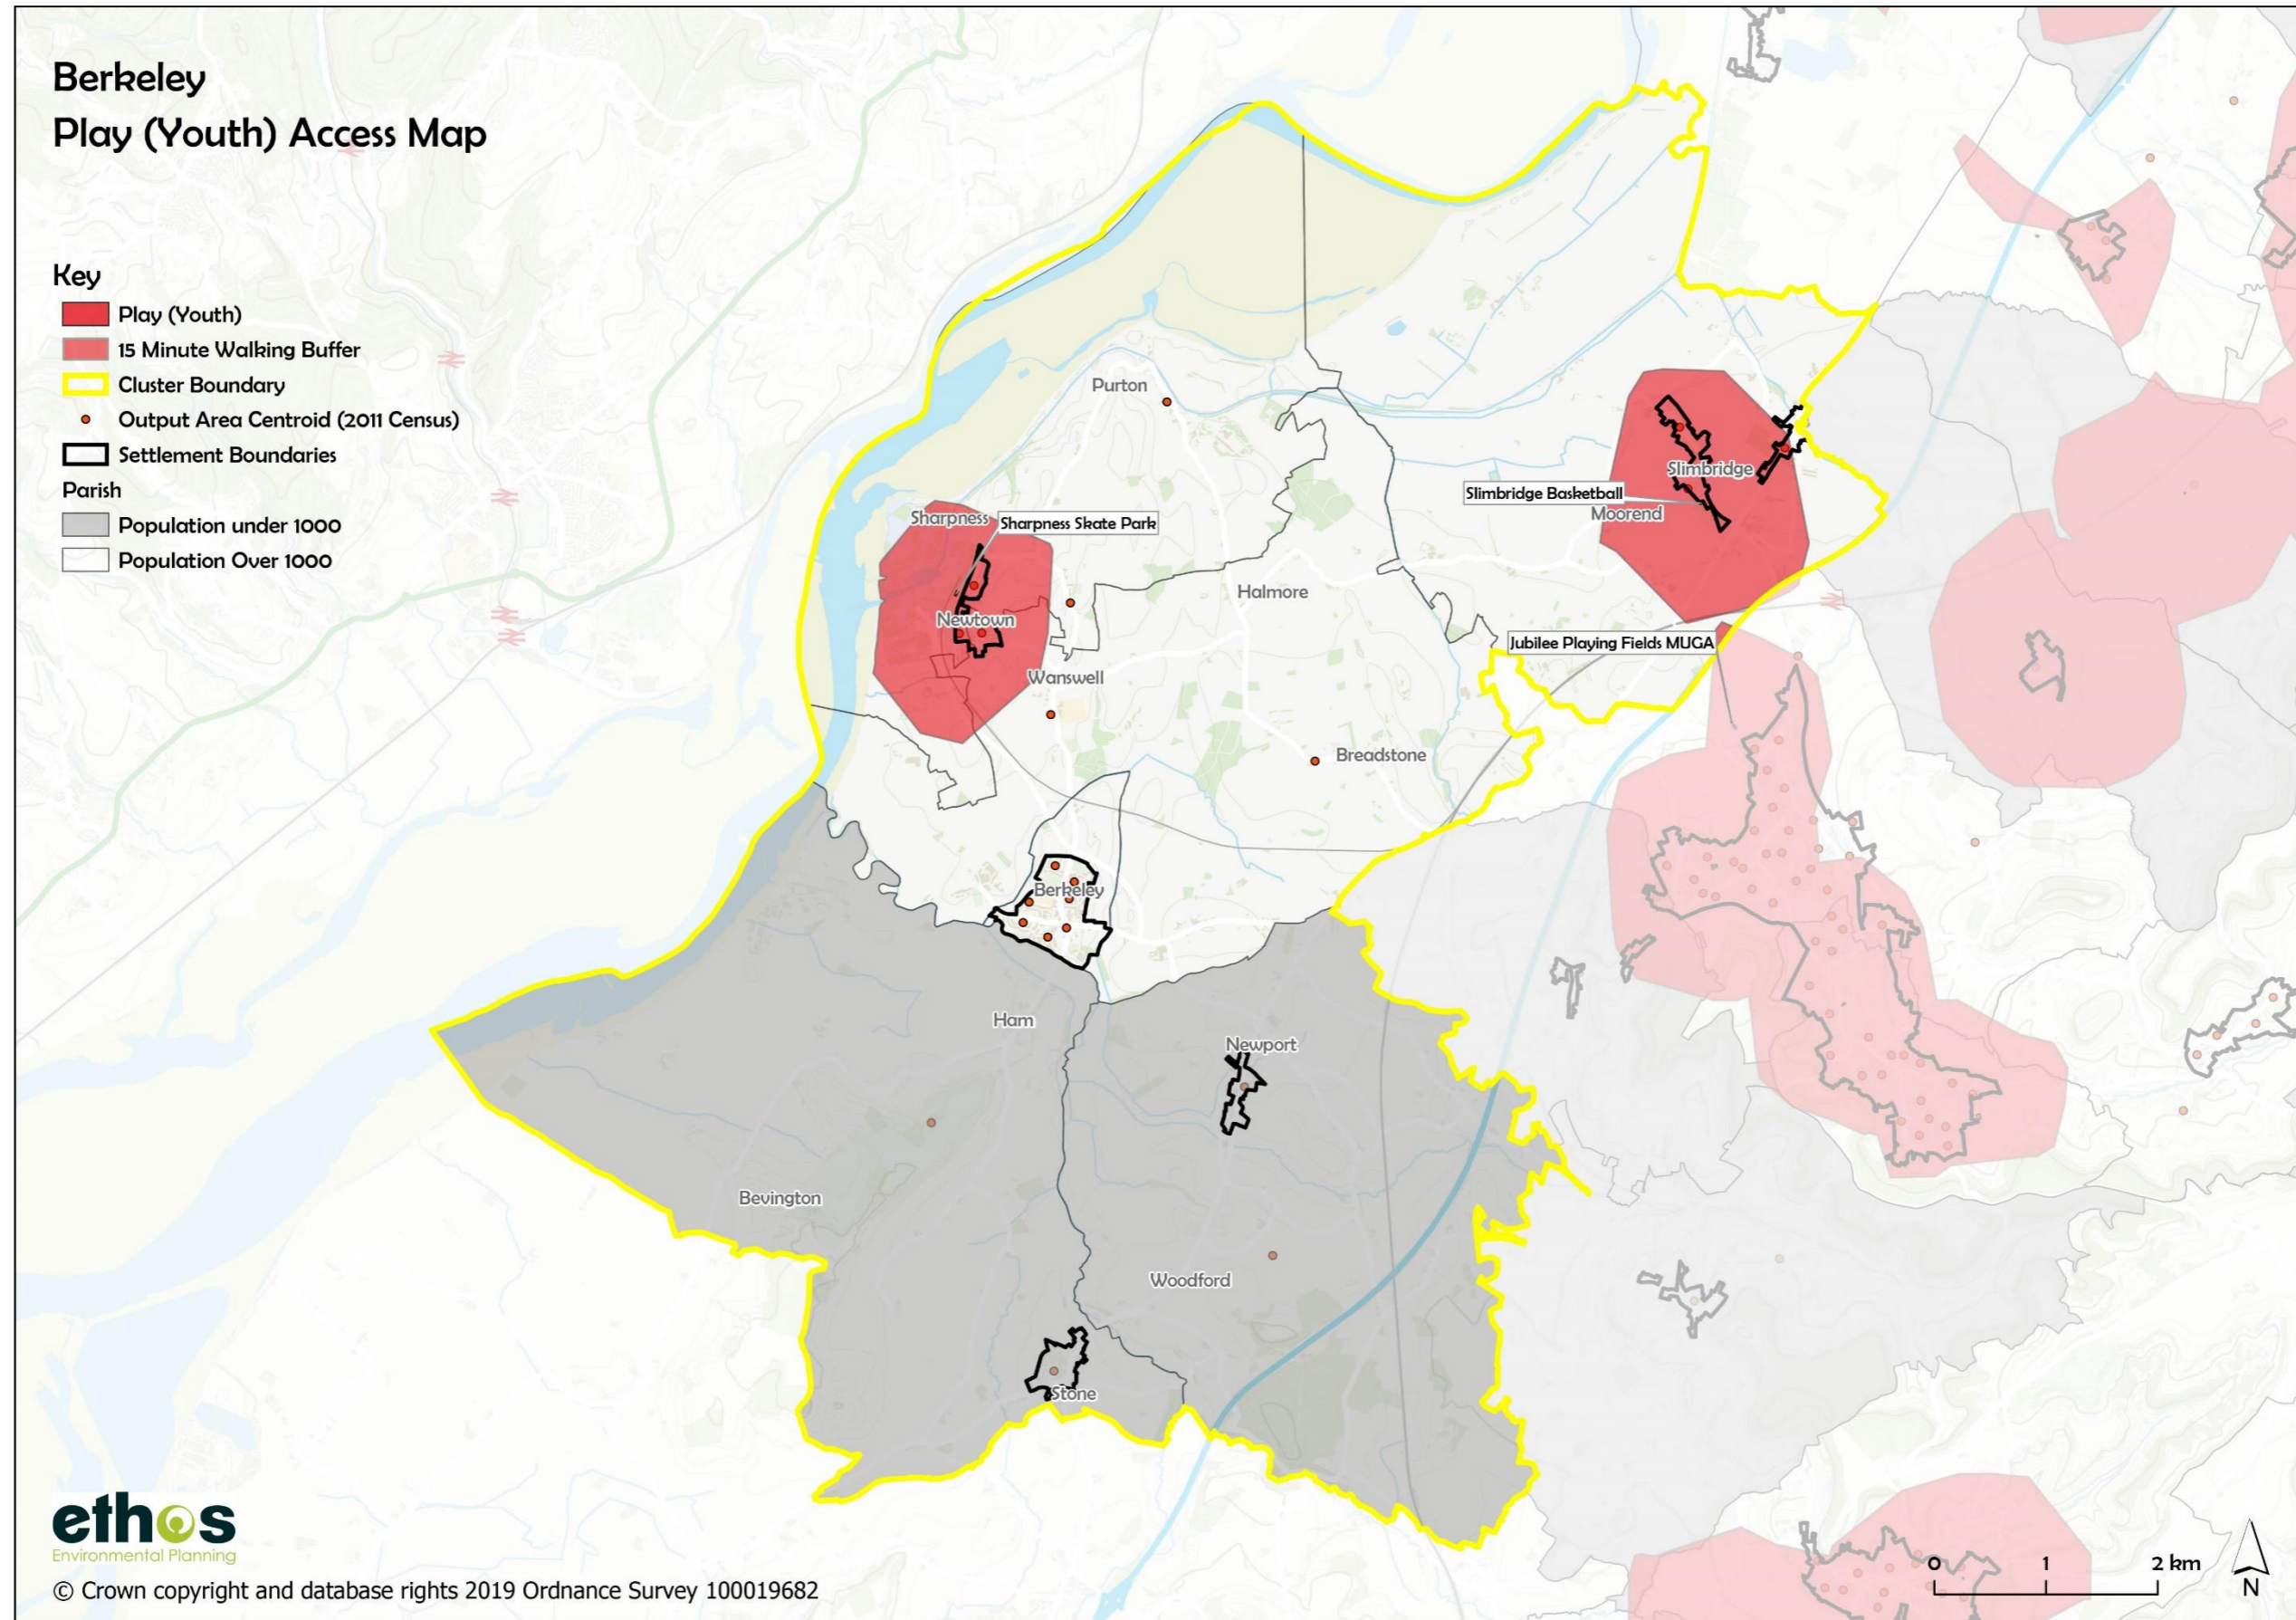 Berkeley
Play (Youth) Access Map
Key
Play (Youth)
15 Minute Walking Buffer
Cluster Boundary
Output Area Centroid (2011 Census)
Settlement Boundaries
Parish
Population under 1000
Population Over 1000
Purton
Slimbridge
Slimbridge Basketball
Moorend
Sharpness
Sharpness Skate Park
Halmore
Newtown
Jubilee Playing Fields MUGA
Wanswell
Breadstone
Berkeley
Ham
Newport
Bevington
Woodford
Stone
ethos
Environmental Planning
© Crown copyright and database rights 2019 Ordnance Survey 100019682
0 1 2 km
N